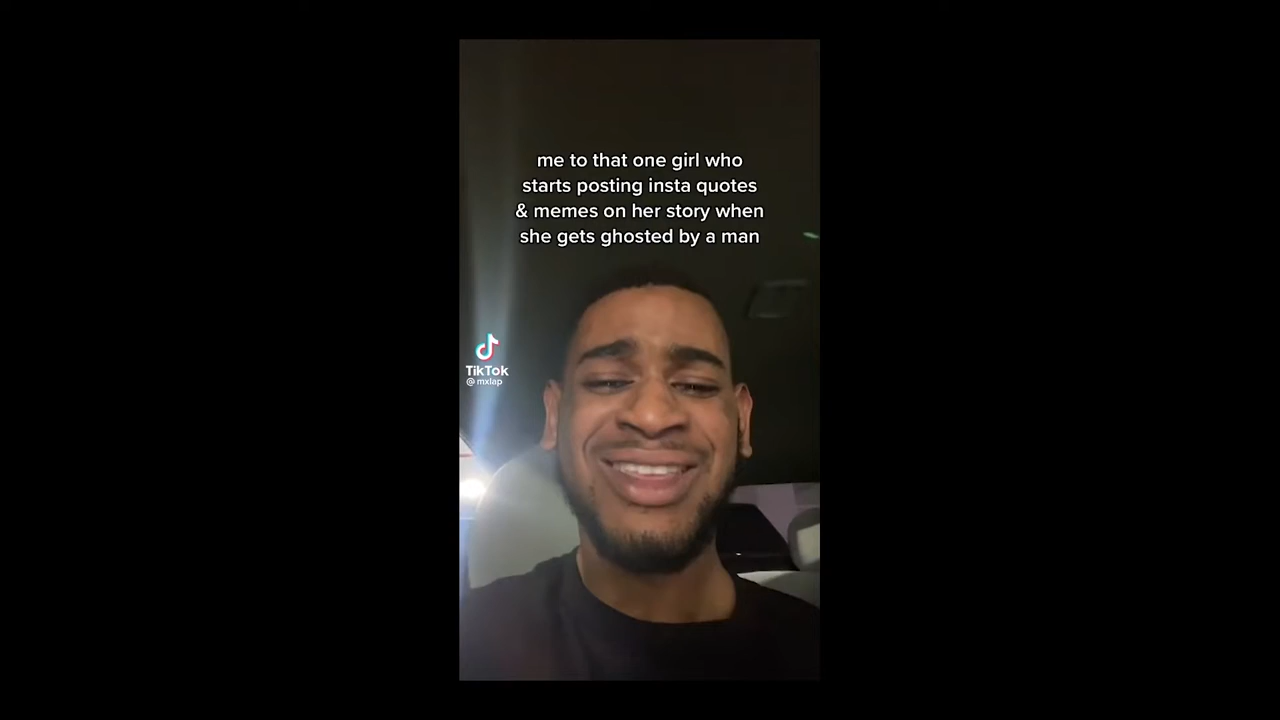 me to that one girl who
starts posting insta quotes
& memes on her story when
she gets ghosted by a man
TikTok
@mxlap